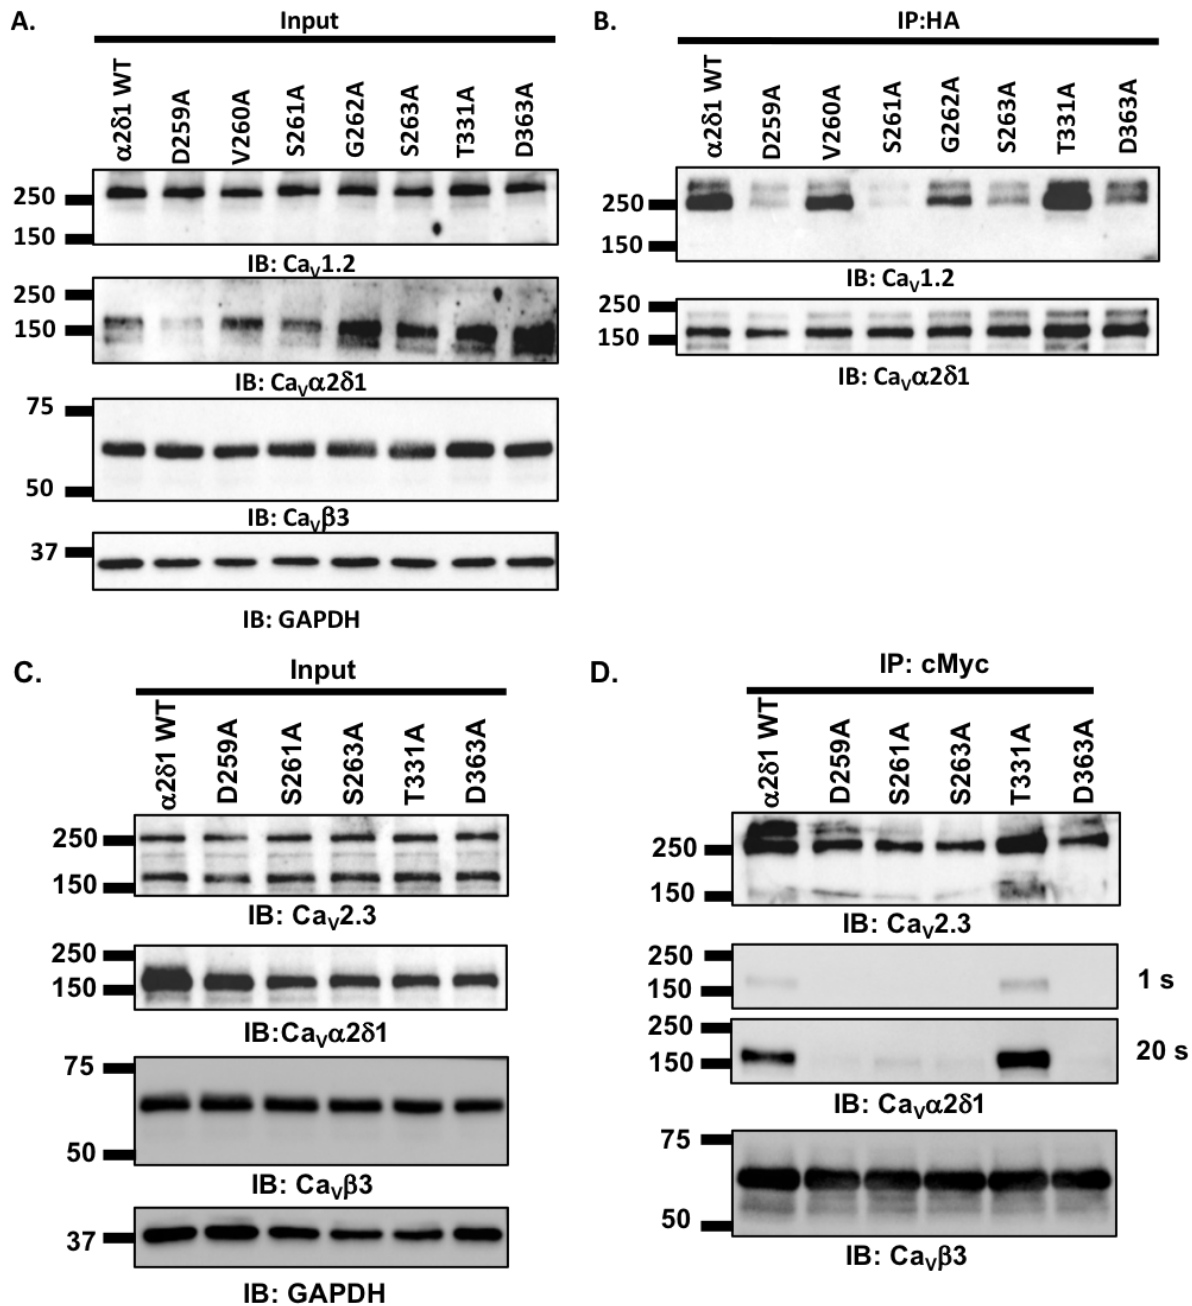 A.
Input
α2δ1 WT
D259A
V260A
S261A
G262A
S263A
T331A
D363A
250
150
IB: CaV1.2
250
150
IB: CaVα2δ1
75
50
IB: CaVβ3
37
IB: GAPDH
B.
IP:HA
α2δ1 WT
D259A
V260A
S261A
G262A
S263A
T331A
D363A
250
150
IB: CaV1.2
250
150
IB: CaVα2δ1
C.
Input
α2δ1 WT
D259A
S261A
S263A
T331A
D363A
250
150
IB: CaV2.3
250
150
IB:CaVα2δ1
75
50
IB: CaVβ3
37
IB: GAPDH
D.
IP: cMyc
α2δ1 WT
D259A
S261A
S263A
T331A
D363A
250
150
IB: CaV2.3
250
150
1 s
250
150
20 s
IB: CaVα2δ1
75
50
IB: CaVβ3